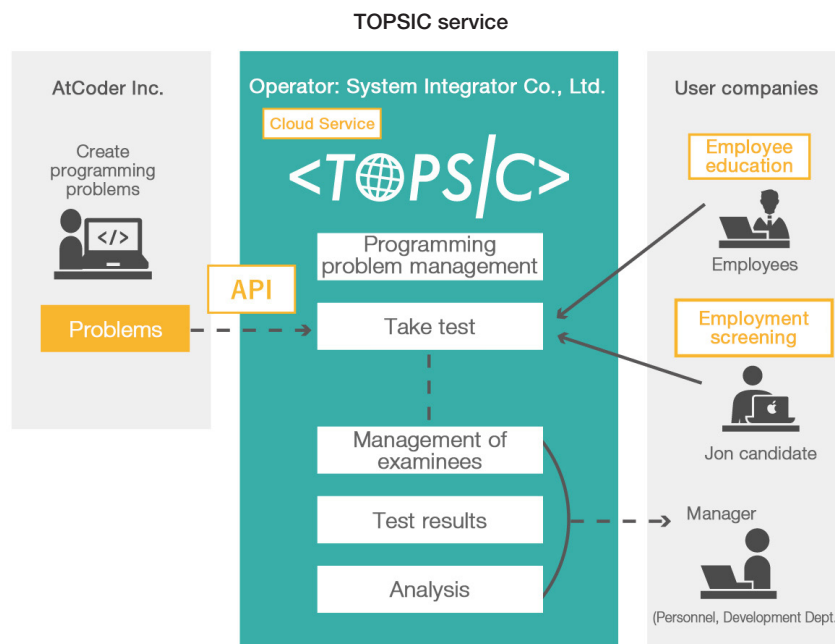 TOPSIC service
AtCoder Inc.
Create
programming
problems
</>
Problems
API
Operator: System Integrator Co., Ltd.
Cloud Service
<TOPS/C>
Programming
problem management
Take test
Management of
examinees
Test results
Analysis
User companies
Employee
education
Employees
Employment
screening
Jon candidate
Manager
(Personnel, Development Dept.